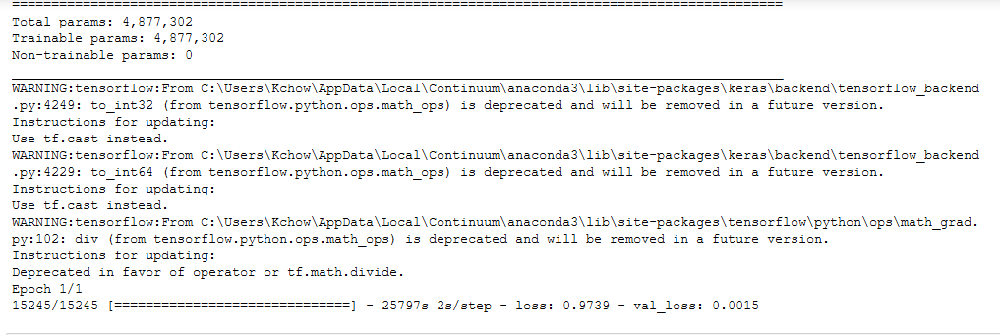 ==================================================================================================
Total params: 4,877,302
Trainable params: 4,877,302
Non-trainable params: 0
__________________________________________________________________________________________________
WARNING:tensorflow:From C:\Users\Kchow\AppData\Local\Continuum\anaconda3\lib\site-packages\keras\backend\tensorflow_backend
.py:4249: to_int32 (from tensorflow.python.ops.math_ops) is deprecated and will be removed in a future version.
Instructions for updating:
Use tf.cast instead.
WARNING:tensorflow:From C:\Users\Kchow\AppData\Local\Continuum\anaconda3\lib\site-packages\keras\backend\tensorflow_backend
.py:4229: to_int64 (from tensorflow.python.ops.math_ops) is deprecated and will be removed in a future version.
Instructions for updating:
Use tf.cast instead.
WARNING:tensorflow:From C:\Users\Kchow\AppData\Local\Continuum\anaconda3\lib\site-packages\tensorflow\python\ops\math_grad.
py:102: div (from tensorflow.python.ops.math_ops) is deprecated and will be removed in a future version.
Instructions for updating:
Deprecated in favor of operator or tf.math.divide.
Epoch 1/1
15245/15245 [==============================] - 25797s 2s/step - loss: 0.9739 - val_loss: 0.0015